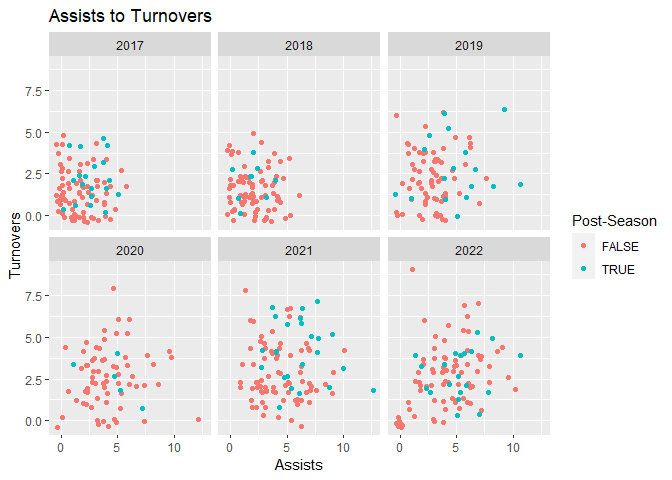 Assists to Turnovers
2017 2018 2019
7.5
5.0
2.5
0.0
2020 2021 2022
7.5
5.0
2.5
0.0
0 5 10 0 5 10 0 5 10
Assists
Turnovers
Post-Season
FALSE
TRUE